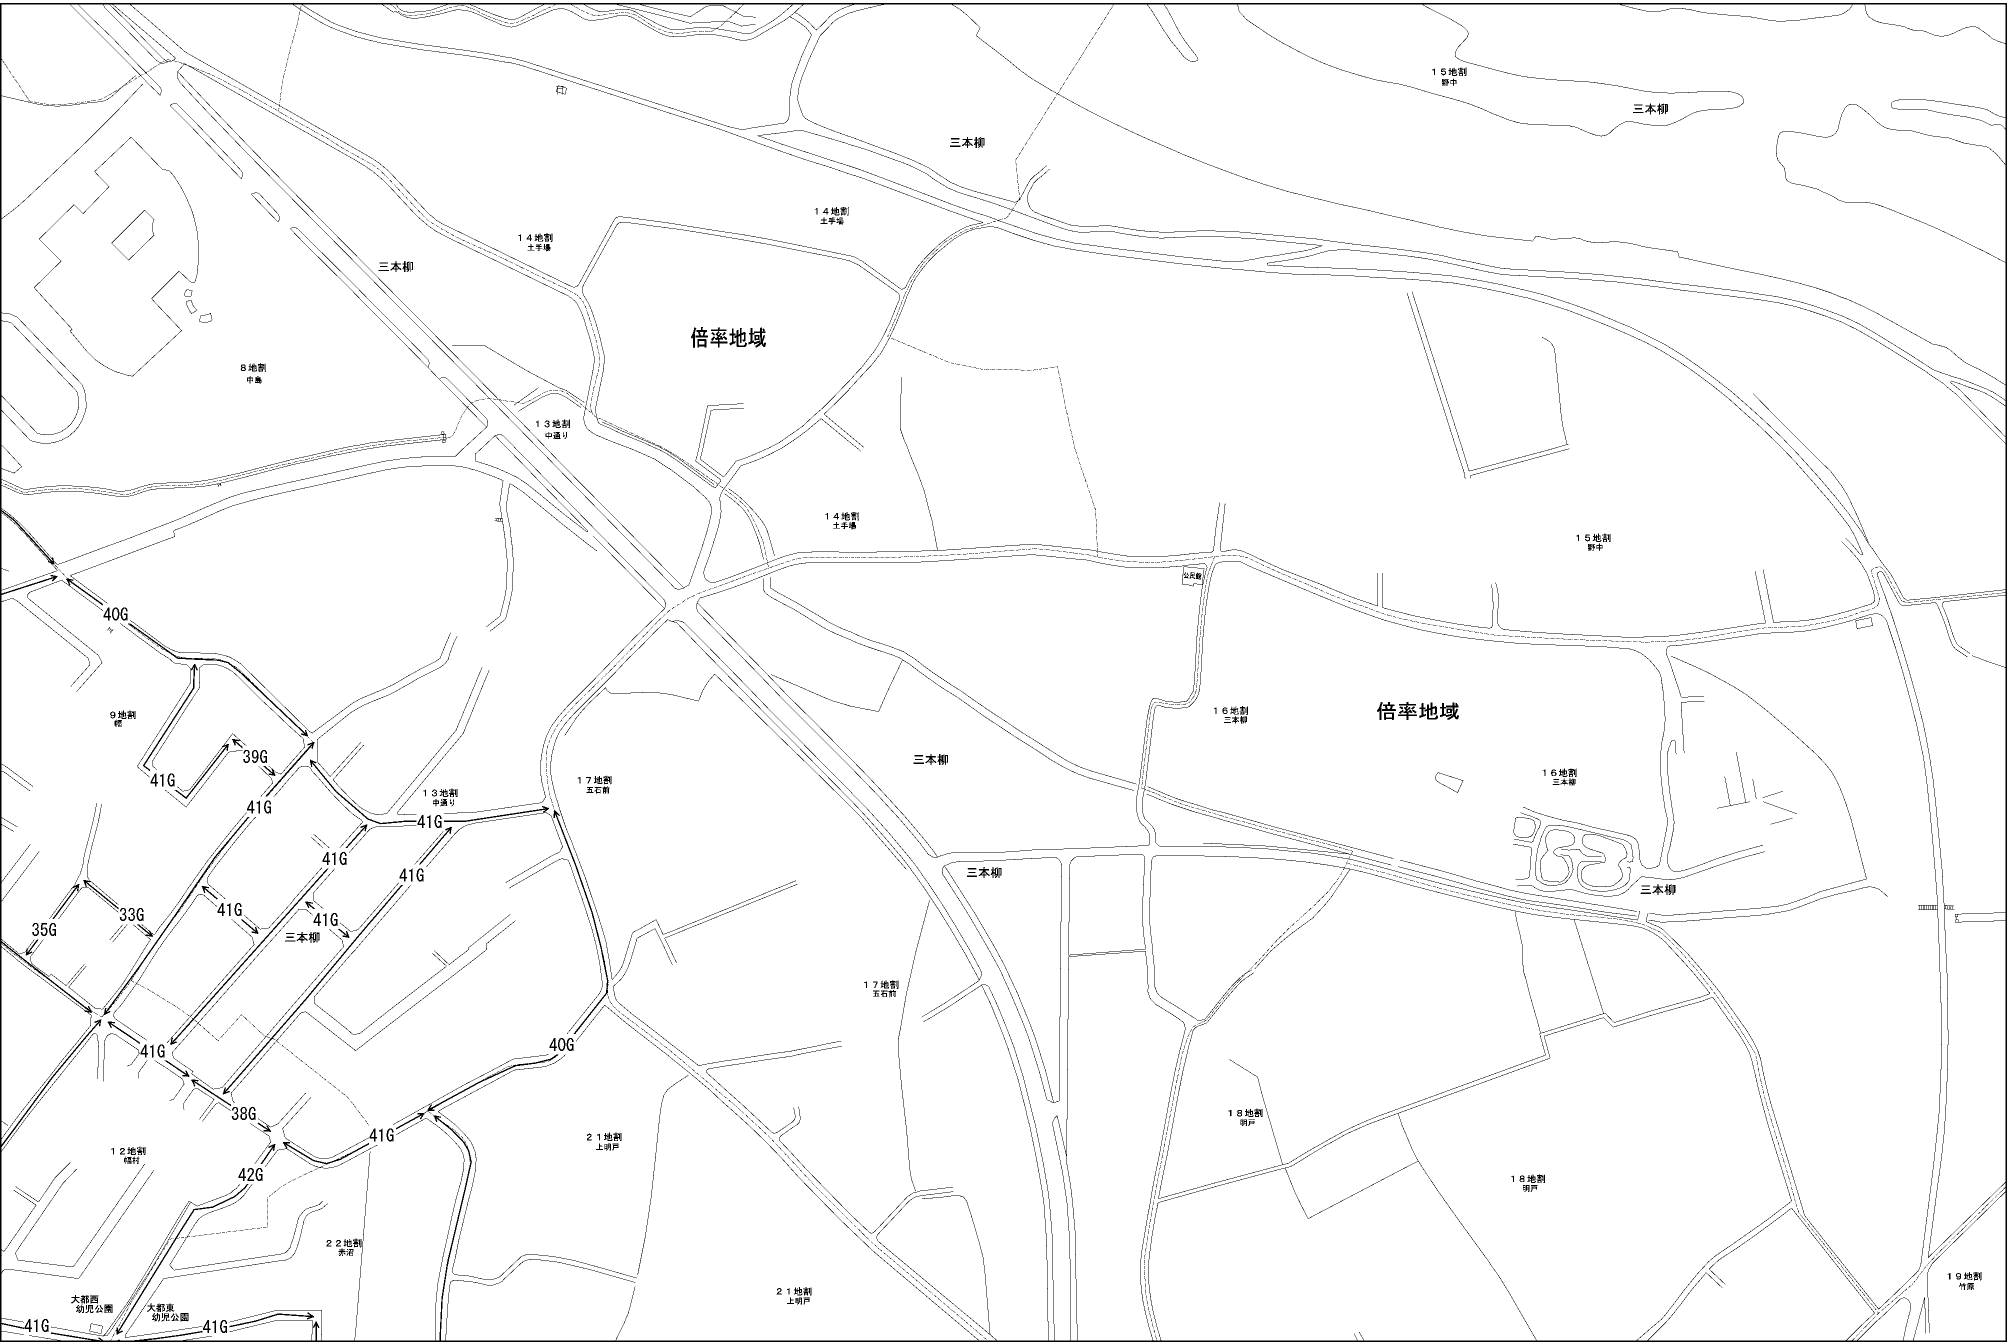 １５地割
野中
三本柳
三本柳
１４地割
土手場
１４地割
土手場
三本柳
倍率地域
８地割
中島
１３地割
中通り
１４地割
土手場
１５地割
野中
公民館
40G
９地割
幅
16地割
三本柳
倍率地域
39G
41G
三本柳
１７地割
五石前
１６地割
三本柳
１３地割
中通り
41G
41G
41G
41G
三本柳
三本柳
41G
33G
41G
35G
三本柳
１７地割
五石前
40G
41G
38G
１８地割
明戸
41G
２１地割
上明戸
１２地割
幅村
42G
１８地割
明戸
２２地割
赤沼
１９地割
竹原
２１地割
上明戸
大都西
幼児公園
大都東
幼児公園
41G
41G